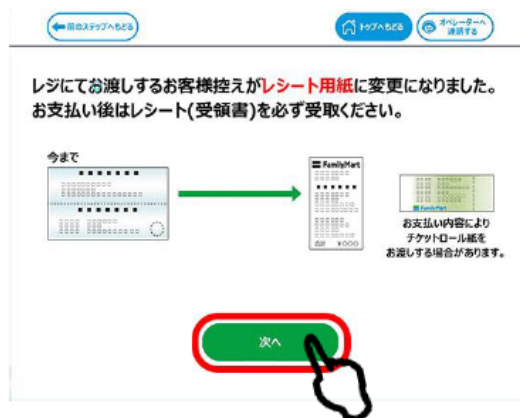 前のステップへもどる
トップへもどる
オペレーターへ
連絡する
レジにてお渡しするお客様控えがレシート用紙に変更になりました。
お支払い後はレシート(受領書)を必ず受取ください。
今まで
FamilyMart
合計 ¥○○○
FamilyMart
お支払い内容により
チケットロール紙を
お渡しする場合があります。
次へ